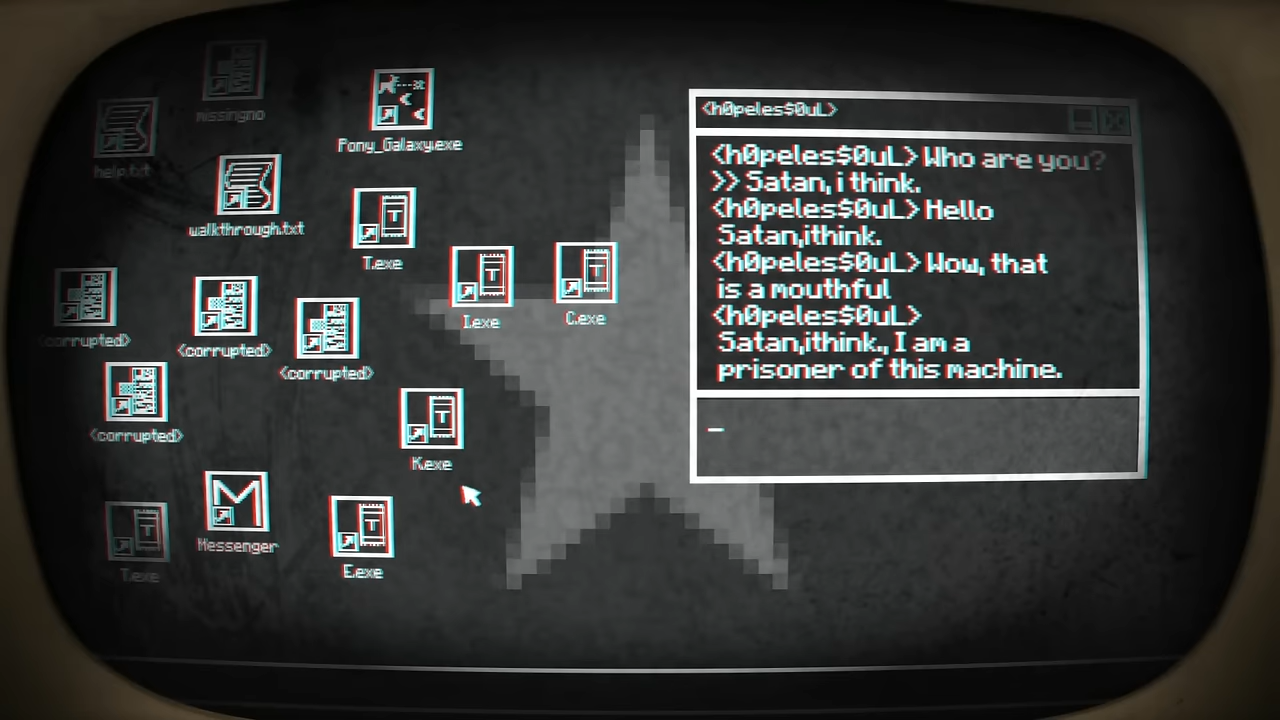 missingno
help.txt
Pony_Galaxy.exe
walkthrough.txt
T.exe
I.exe
C.exe
<corrupted>
<corrupted>
<corrupted>
<corrupted>
K.exe
Messenger
E.exe
T.exe
<h0peles$0uL>
<h0peles$0uL> Who are you?
>> Satan, i think.
<h0peles$0uL> Hello
Satan,ithink.
<h0peles$0uL> Wow, that
is a mouthful
<h0peles$0uL>
Satan,ithink., I am a
prisoner of this machine.